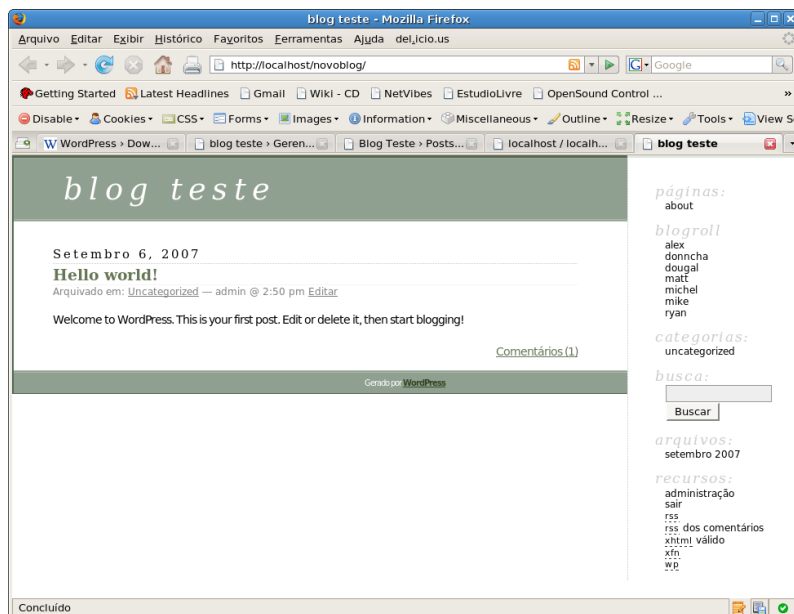 blog teste - Mozilla Firefox
Arquivo Editar Exibir Histórico Favoritos Ferramentas Ajuda del.icio.us
http://localhost/novoblog/ G Google
Getting Started Latest Headlines Gmail Wiki - CD NetVibes EstudioLivre OpenSound Control ... »
Disable Cookies CSS Forms Images Information Miscellaneous Outline Resize Tools View S
W WordPress › Dow... blog teste › Geren... Blog Teste › Posts... localhost / localh... blog teste
blog teste
Setembro 6, 2007
Hello world!
Arquivado em: Uncategorized — admin @ 2:50 pm Editar
Welcome to WordPress. This is your first post. Edit or delete it, then start blogging!
Comentários (1)
Gerado por WordPress
páginas:
about
blogroll
alex
donncha
dougal
matt
michel
mike
ryan
categorias:
uncategorized
busca:
Buscar
arquivos:
setembro 2007
recursos:
administração
sair
rss
rss dos comentários
xhtml válido
xfn
wp
Concluído